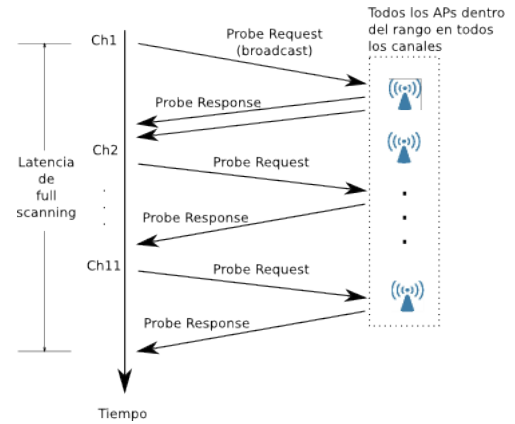 Todos los APs dentro
del rango en todos
los canales
Ch1
Probe Request
(broadcast)
Probe Response
Ch2
Probe Request
Latencia
de
full
scanning
Probe Response
Ch11
Probe Request
Probe Response
Tiempo